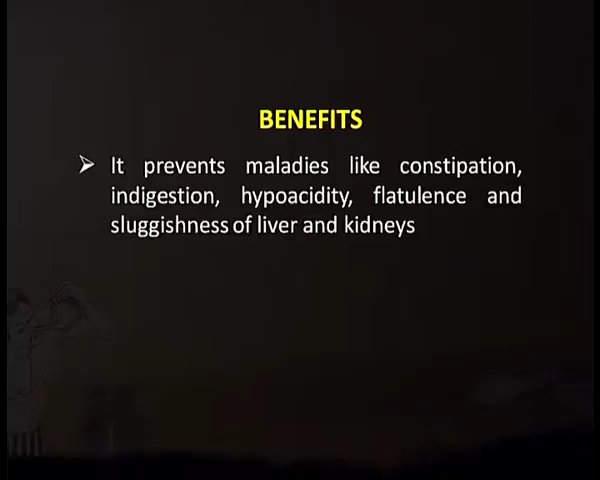 BENEFITS
➢ It prevents maladies like constipation,
indigestion, hypoacidity, flatulence and
sluggishness of liver and kidneys